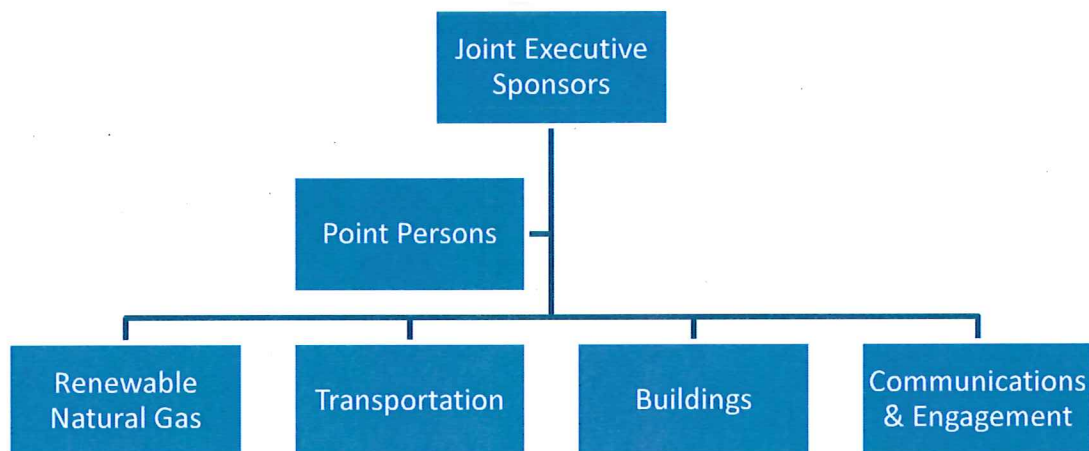 Joint Executive
Sponsors
Point Persons
Renewable
Natural Gas
Transportation
Buildings
Communications
& Engagement